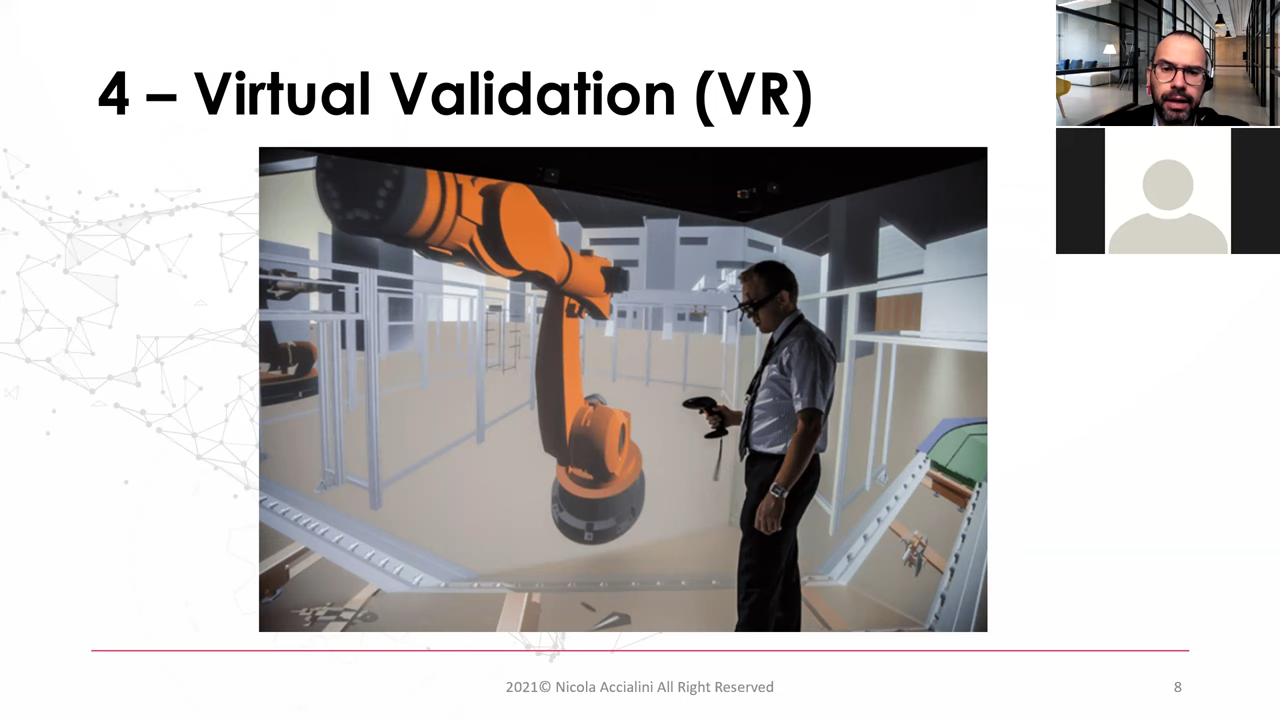 4 – Virtual Validation (VR)
2021© Nicola Accialini All Right Reserved
8